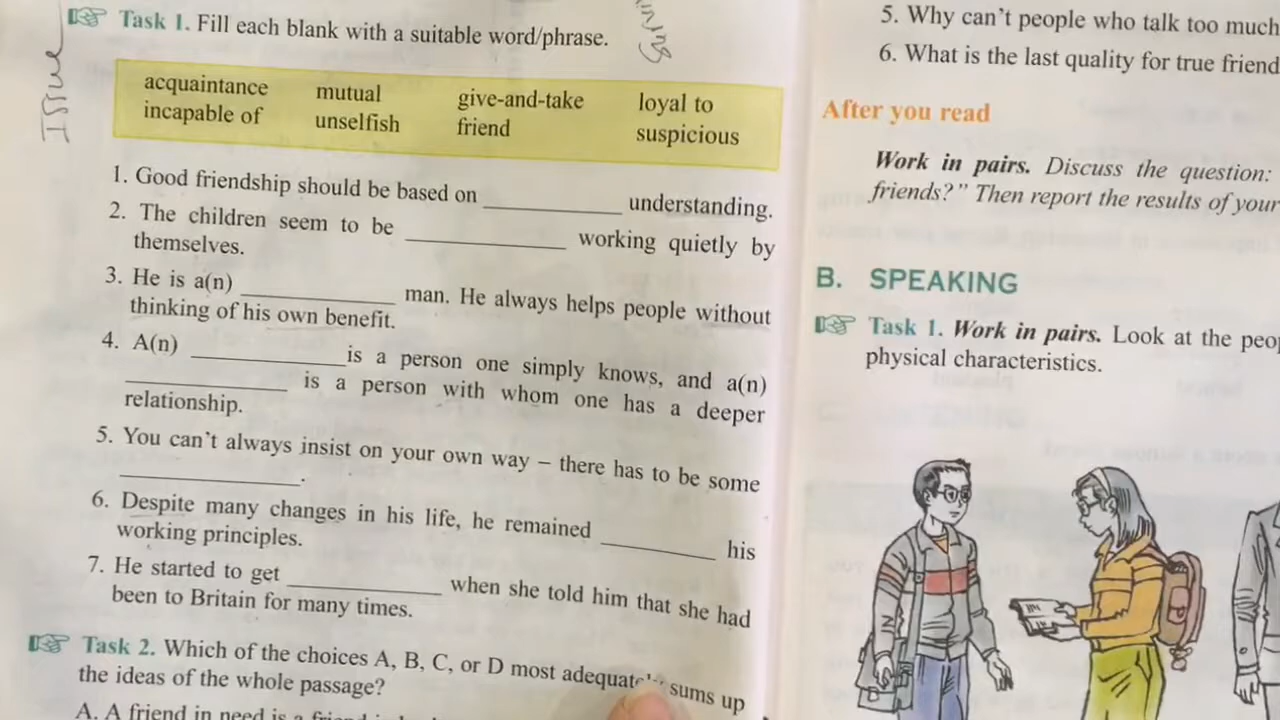 Task 1. Fill each blank with a suitable word/phrase.
Issue
acquaintance mutual give-and-take loyal to
incapable of unselfish friend suspicious
1. Good friendship should be based on ____________ understanding.
2. The children seem to be ____________ working quietly by
themselves.
3. He is a(n) ____________ man. He always helps people without
thinking of his own benefit.
4. A(n) ____________ is a person one simply knows, and a(n)
____________ is a person with whom one has a deeper
relationship.
5. You can't always insist on your own way – there has to be some
____________.
6. Despite many changes in his life, he remained ____________ his
working principles.
7. He started to get ____________ when she told him that she had
been to Britain for many times.
Task 2. Which of the choices A, B, C, or D most sums up
the ideas of the whole passage?
A. A friend in need is a
5. Why can't people who talk too much
6. What is the last quality for true friend
After you read
Work in pairs. Discuss the question:
friends?" Then report the results of your
B. SPEAKING
Task 1. Work in pairs. Look at the peo
physical characteristics.